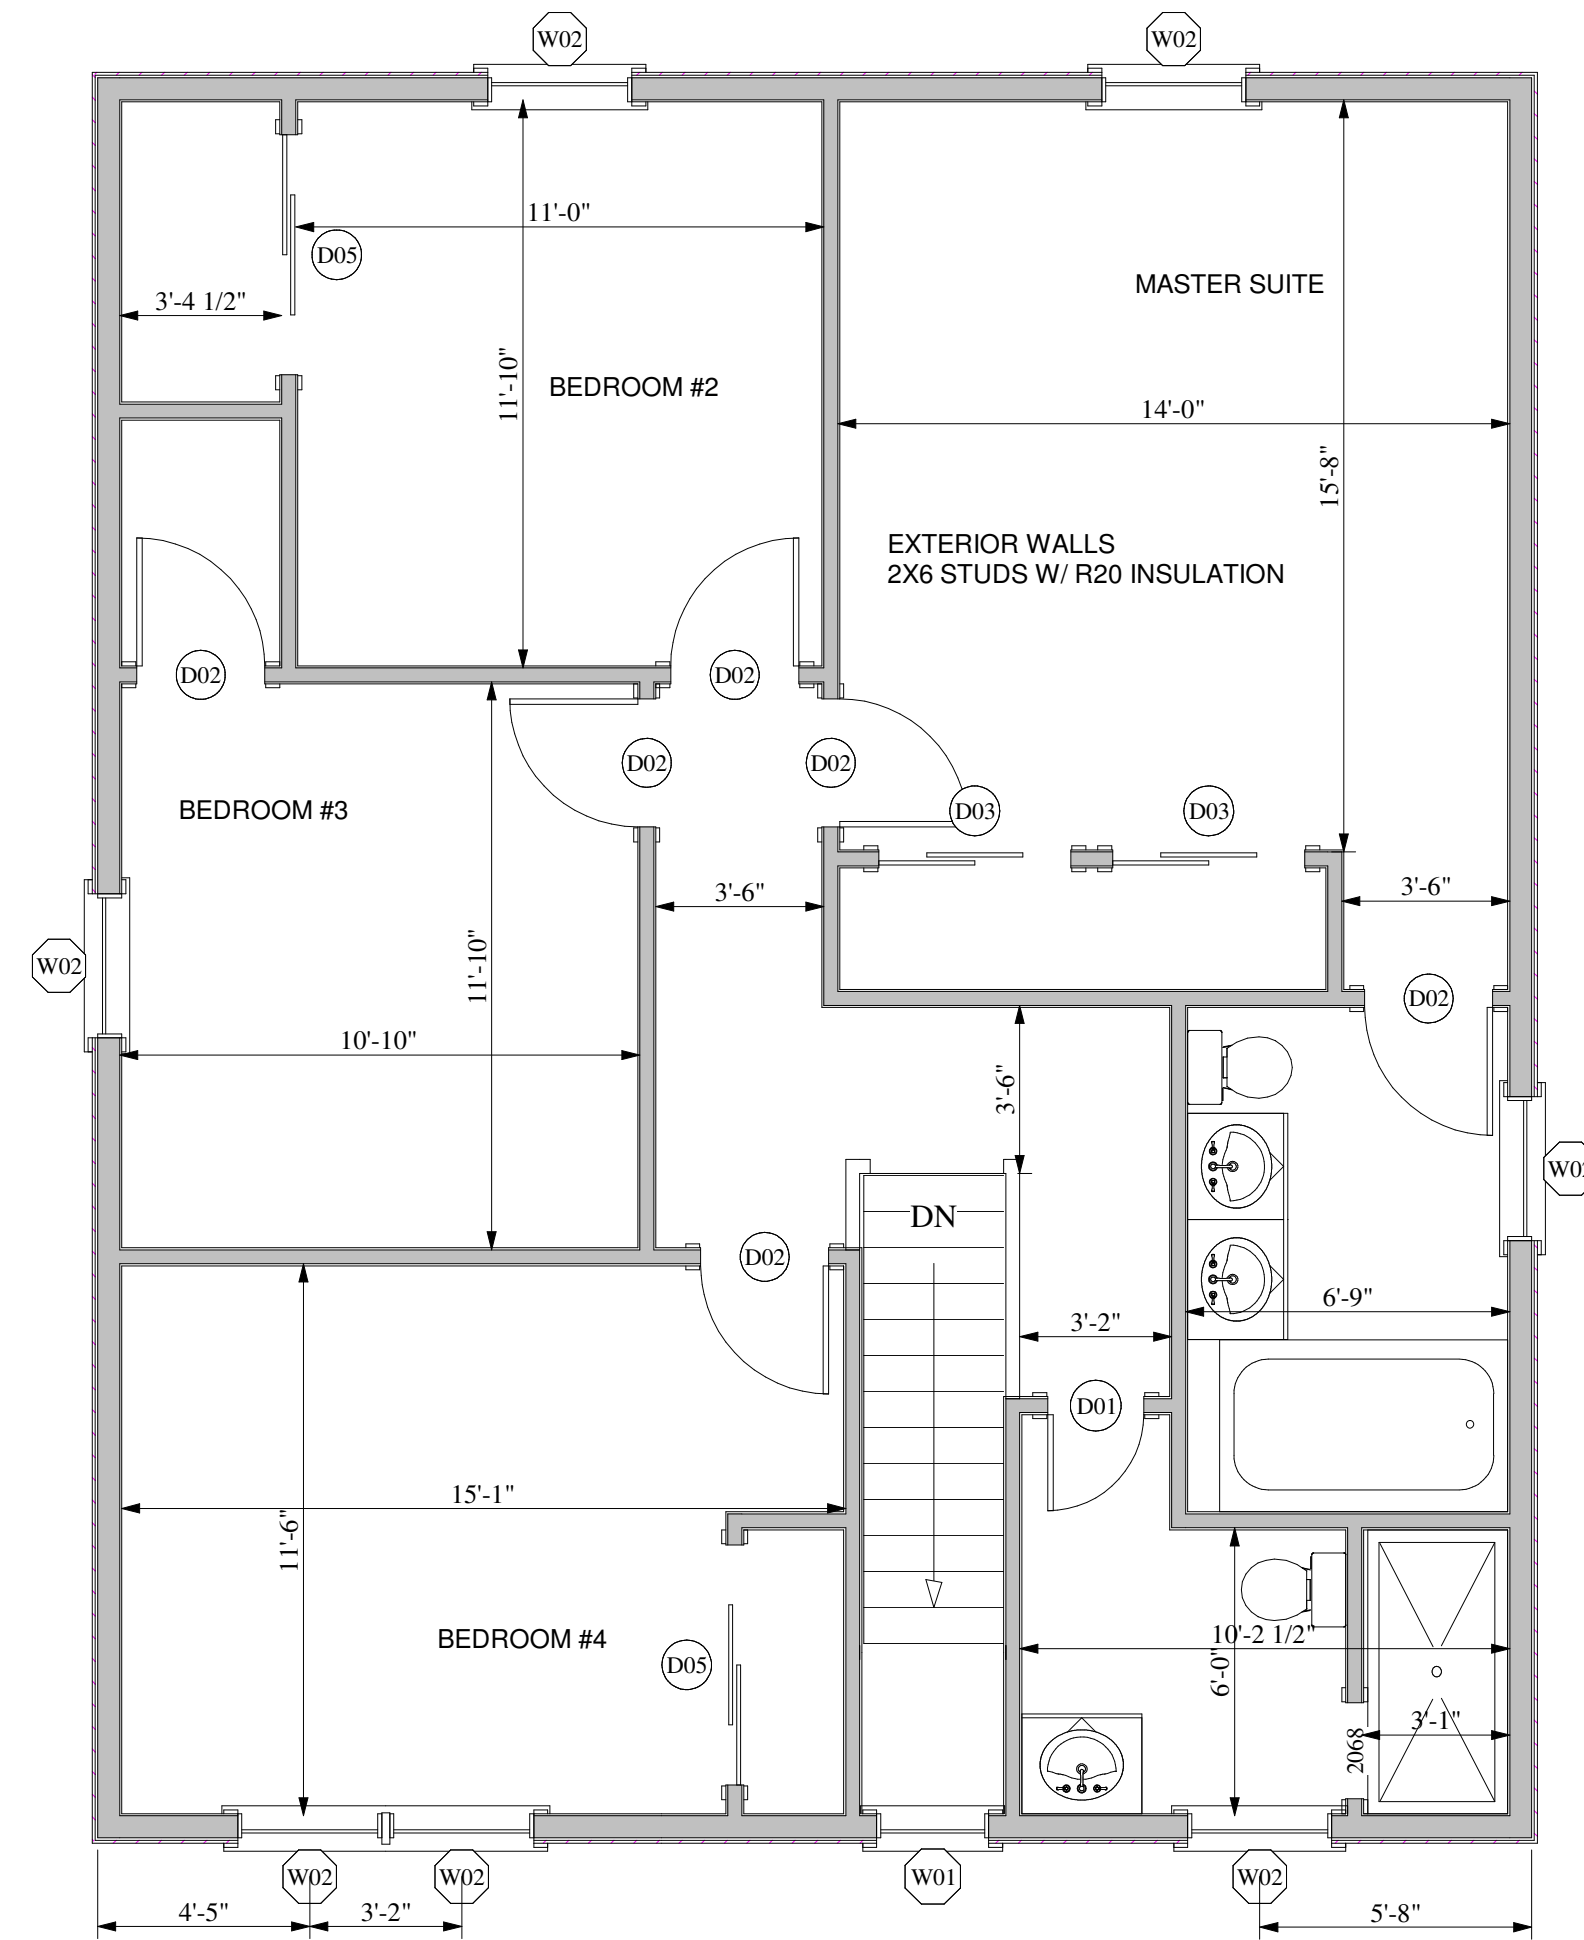 W02
W02
11'-0"
D05
MASTER SUITE
3'-4 1/2"
11'-10"
BEDROOM #2
14'-0"
15'-8"
EXTERIOR WALLS
2X6 STUDS W/ R20 INSULATION
D02
D02
D02
D02
BEDROOM #3
D03
D03
3'-6"
3'-6"
W02
11'-10"
D02
10'-10"
3'-6"
W02
DN
D02
6'-9"
3'-2"
D01
15'-1"
11'-6"
BEDROOM #4
D05
10'-2 1/2"
6'-0"
3'-1"
2068
W02
W02
W01
W02
4'-5"
3'-2"
5'-8"